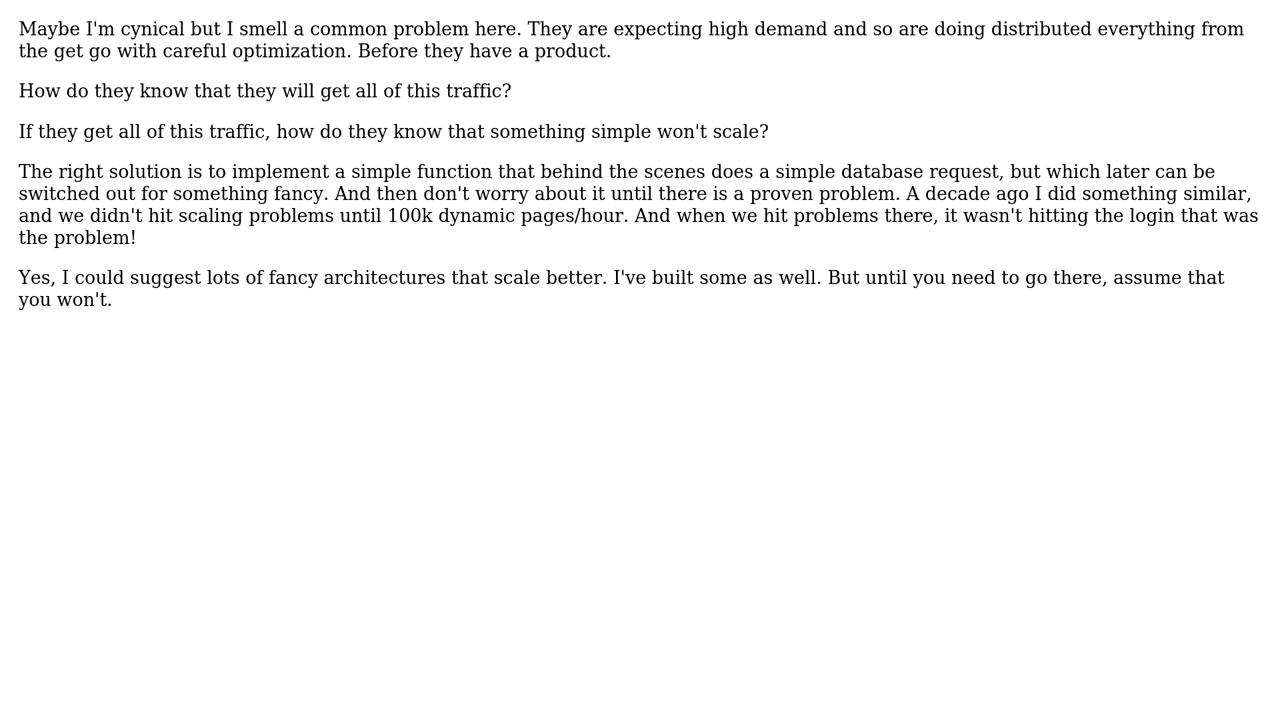 Maybe I'm cynical but I smell a common problem here. They are expecting high demand and so are doing distributed everything from
the get go with careful optimization. Before they have a product.
How do they know that they will get all of this traffic?
If they get all of this traffic, how do they know that something simple won't scale?
The right solution is to implement a simple function that behind the scenes does a simple database request, but which later can be
switched out for something fancy. And then don't worry about it until there is a proven problem. A decade ago I did something similar,
and we didn't hit scaling problems until 100k dynamic pages/hour. And when we hit problems there, it wasn't hitting the login that was
the problem!
Yes, I could suggest lots of fancy architectures that scale better. I've built some as well. But until you need to go there, assume that
you won't.